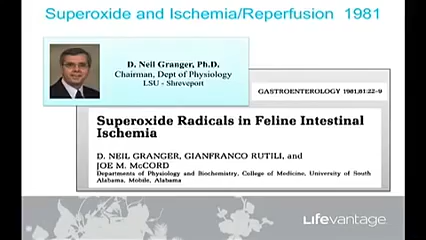 Superoxide and Ischemia/Reperfusion 1981
D. Neil Granger, Ph.D.
Chairman, Dept of Physiology
LSU - Shreveport
GASTROENTEROLOGY 1981;81:22-9
Superoxide Radicals in Feline Intestinal
Ischemia
D. NEIL GRANGER, GIANFRANCO RUTILI, and
JOE M. McCORD
Departments of Physiology and Biochemistry, College of Medicine, University of South
Alabama, Mobile, Alabama
Lifevantage